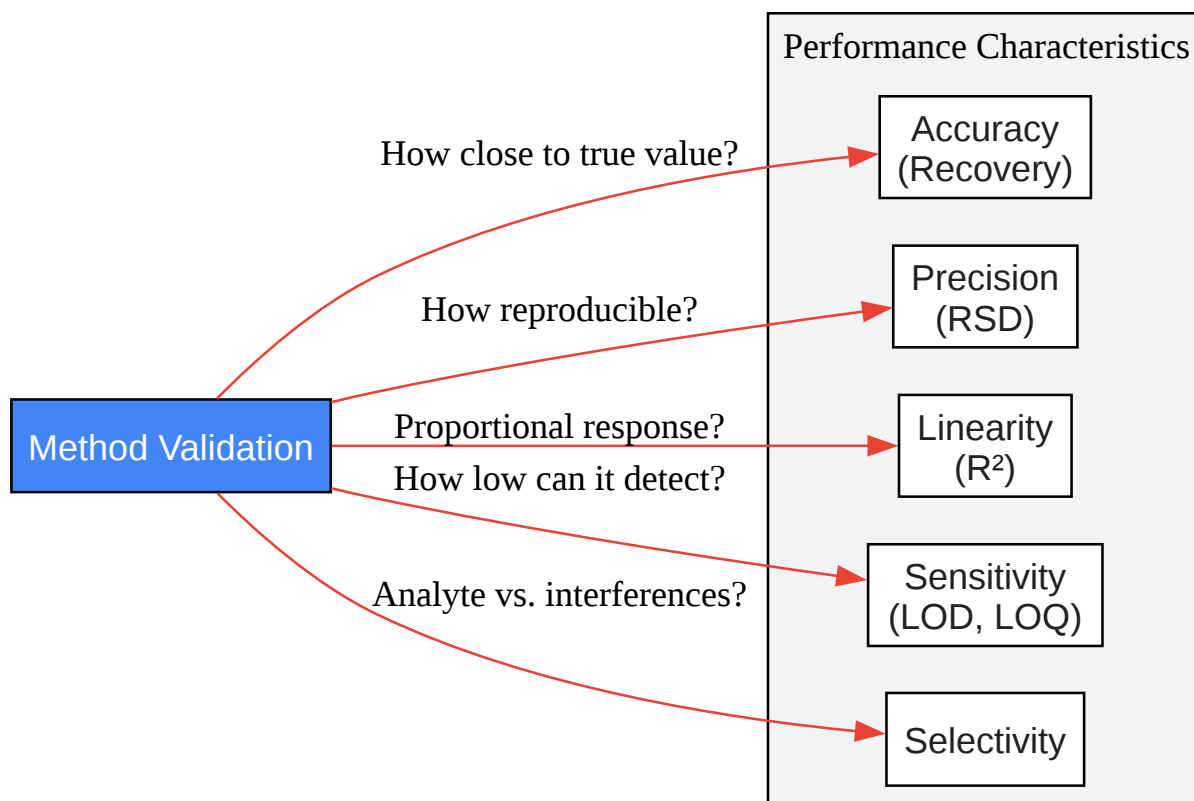 Performance Characteristics
How close to true value?
Accuracy
(Recovery)
How reproducible?
Precision
(RSD)
Method Validation
Proportional response?
Linearity
(R²)
How low can it detect?
Sensitivity
(LOD, LOQ)
Analyte vs. interferences?
Selectivity